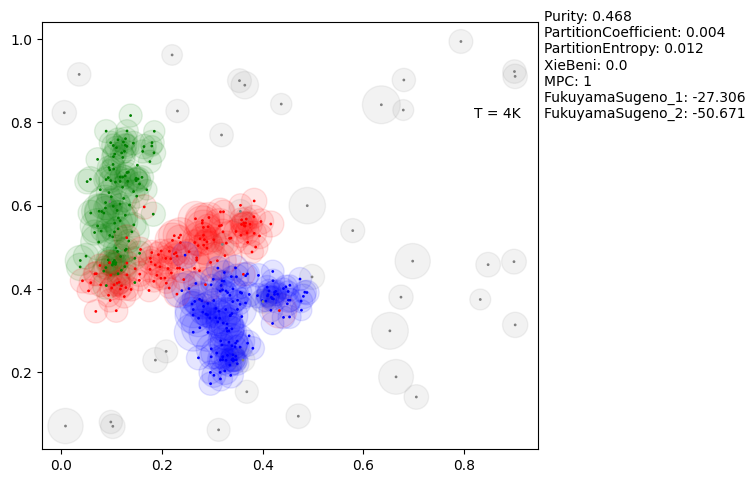 Purity: 0.468
PartitionCoefficient: 0.004
PartitionEntropy: 0.012
XieBeni: 0.0
MPC: 1
FukuyamaSugeno_1: -27.306
FukuyamaSugeno_2: -50.671
T = 4K
1.0
0.8
0.6
0.4
0.2
0.0
0.2
0.4
0.6
0.8